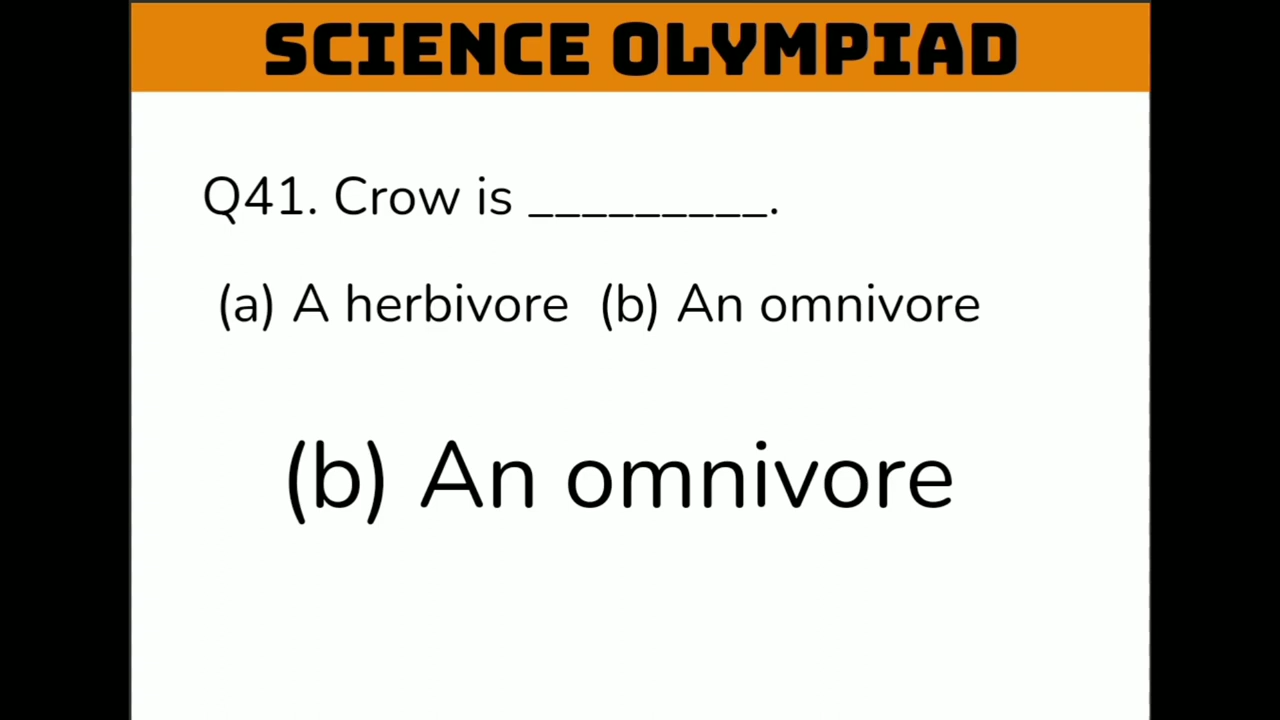 SCIENCE OLYMPIAD
Q41. Crow is _________.
(a) A herbivore (b) An omnivore
(b) An omnivore